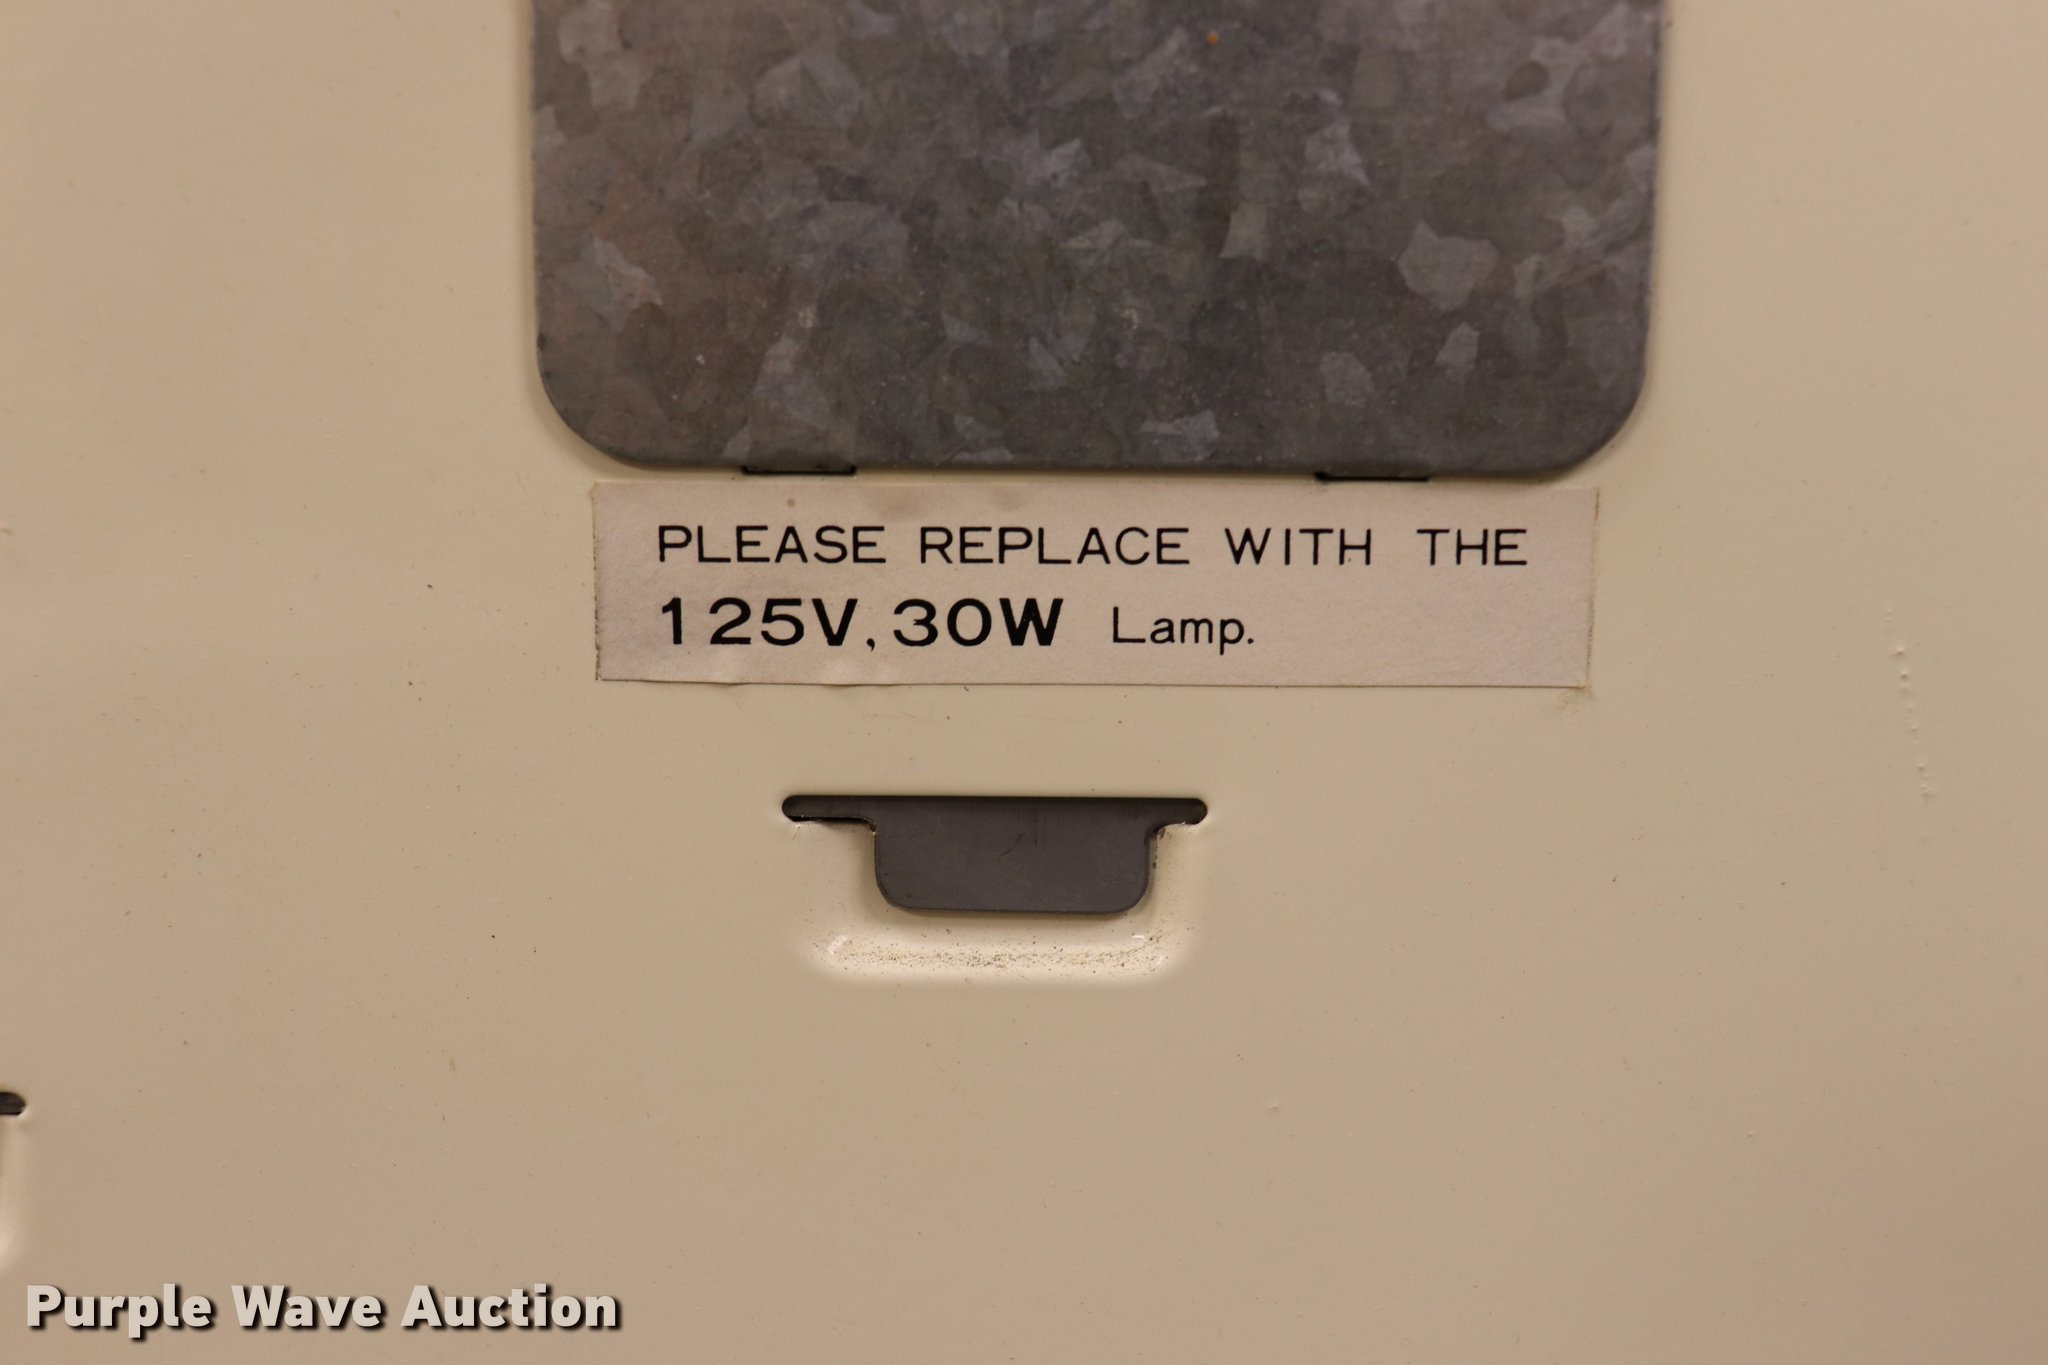 PLEASE REPLACE WITH THE
125V, 30W Lamp.
Purple Wave Auction